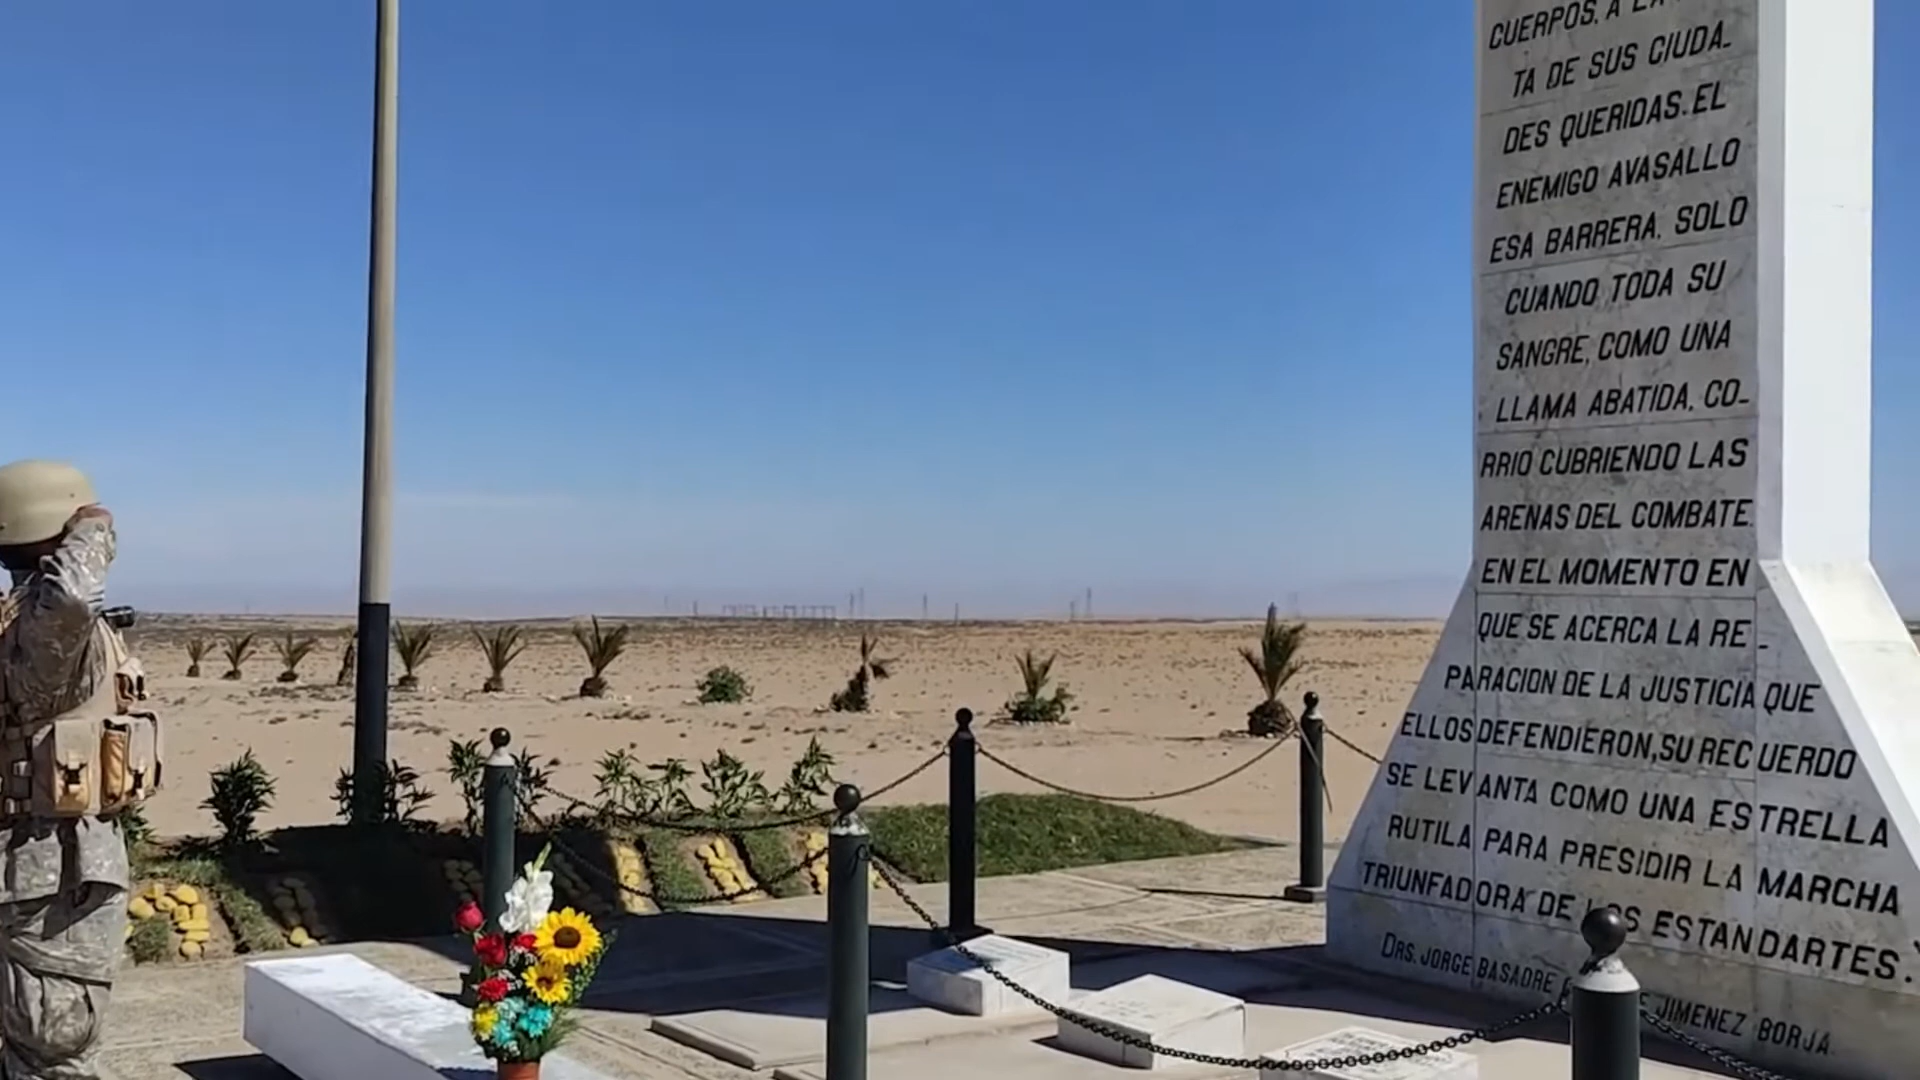 CUERPOS, A LA
TA DE SUS CIUDA_
DES QUERIDAS. EL
ENEMIGO AVASALLO
ESA BARRERA, SOLO
CUANDO TODA SU
SANGRE, COMO UNA
LLAMA ABATIDA, CO_
RRIO CUBRIENDO LAS
ARENAS DEL COMBATE.
EN EL MOMENTO EN
QUE SE ACERCA LA RE_
PARACION DE LA JUSTICIA QUE
ELLOS DEFENDIERON, SU RECUERDO
SE LEVANTA COMO UNA ESTRELLA
RUTILA PARA PRESIDIR LA MARCHA
TRIUNFADORA DE LOS ESTANDARTES.
DRS. JORGE BASADRE JIMENEZ BORJA.